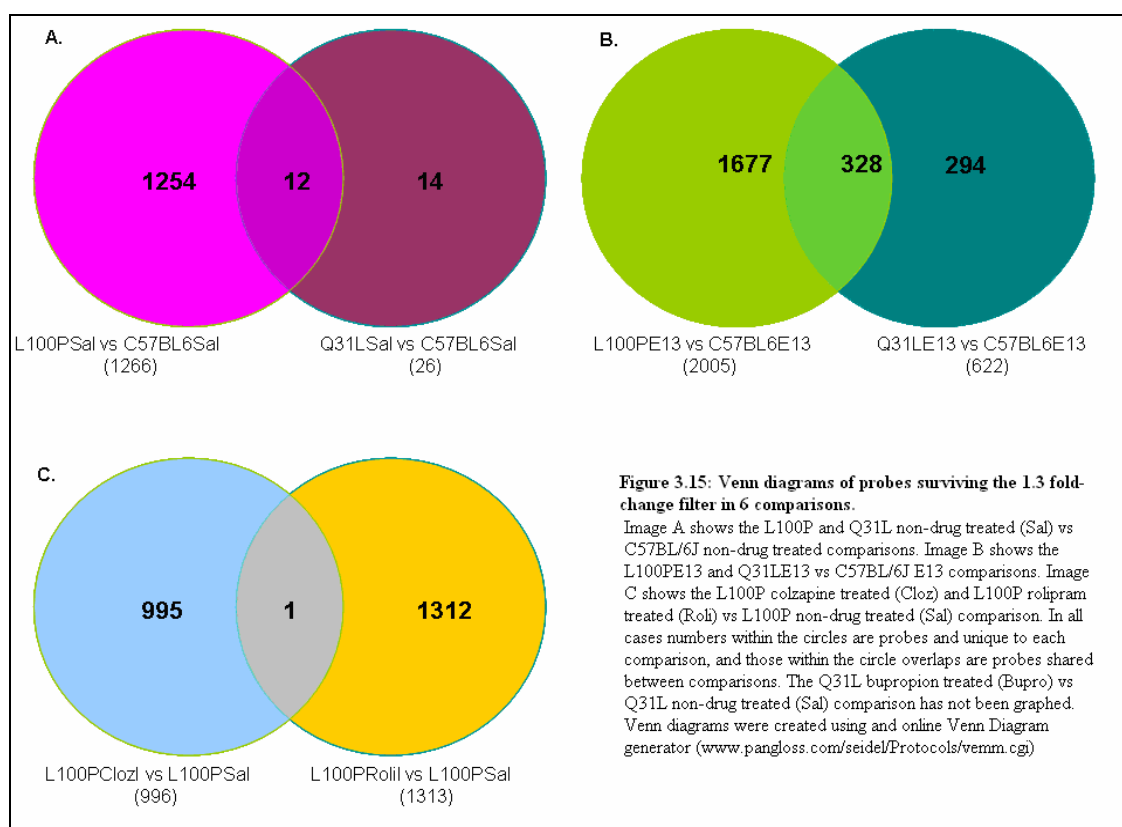 A.
1254
12
14
L100PSal vs C57BL6Sal
(1266)
Q31LSal vs C57BL6Sal
(26)
B.
1677
328
294
L100PE13 vs C57BL6E13
(2005)
Q31LE13 vs C57BL6E13
(622)
C.
995
1
1312
L100PClozl vs L100PSal
(996)
L100PRolil vs L100PSal
(1313)
Figure 3.15: Venn diagrams of probes surviving the 1.3 fold-
change filter in 6 comparisons.
Image A shows the L100P and Q31L non-drug treated (Sal) vs
C57BL/6J non-drug treated comparisons. Image B shows the
L100PE13 and Q31LE13 vs C57BL/6J E13 comparisons. Image
C shows the L100P colzapine treated (Cloz) and L100P rolipram
treated (Roli) vs L100P non-drug treated (Sal) comparison. In all
cases numbers within the circles are probes and unique to each
comparison, and those within the circle overlaps are probes shared
between comparisons. The Q31L bupropion treated (Bupro) vs
Q31L non-drug treated (Sal) comparison has not been graphed.
Venn diagrams were created using and online Venn Diagram
generator (www.pangloss.com/seidel/Protocols/vemm.cgi)